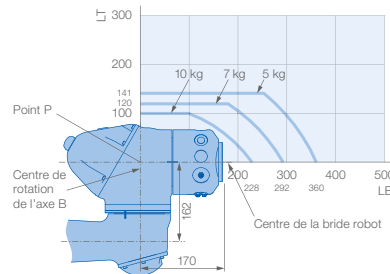 LT
300
200
141
10 kg
7 kg
5 kg
120
100
Point P
Centre de
rotation
de l'axe B
200
300
400
500
228
292
360
LB
162
Centre de la bride robot
170